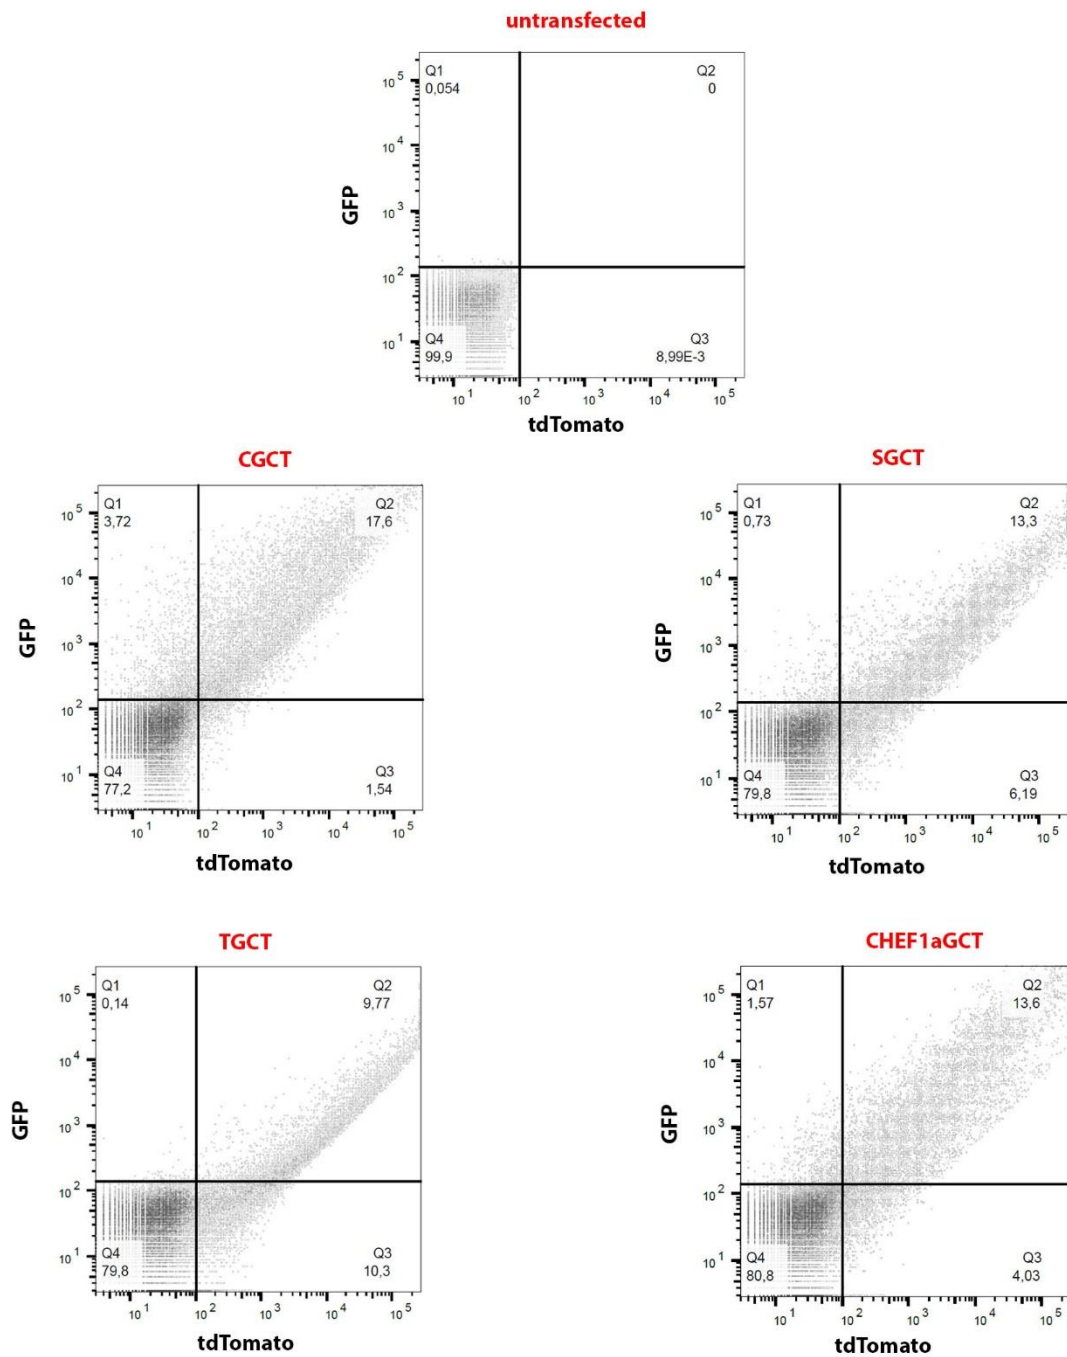 untransfected
Q1
0,054
Q2
0
Q4
99,9
Q3
8,99E-3
10^5
10^4
10^3
10^2
10^1
GFP
10^1 10^2 10^3 10^4 10^5
tdTomato
CGCT
Q1
3,72
Q2
17,6
Q4
77,2
Q3
1,54
10^5
10^4
10^3
10^2
10^1
GFP
10^1 10^2 10^3 10^4 10^5
tdTomato
SGCT
Q1
0,73
Q2
13,3
Q4
79,8
Q3
6,19
10^5
10^4
10^3
10^2
10^1
GFP
10^1 10^2 10^3 10^4 10^5
tdTomato
TGCT
Q1
0,14
Q2
9,77
Q4
79,8
Q3
10,3
10^5
10^4
10^3
10^2
10^1
GFP
10^1 10^2 10^3 10^4 10^5
tdTomato
CHEF1aGCT
Q1
1,57
Q2
13,6
Q4
80,8
Q3
4,03
10^5
10^4
10^3
10^2
10^1
GFP
10^1 10^2 10^3 10^4 10^5
tdTomato